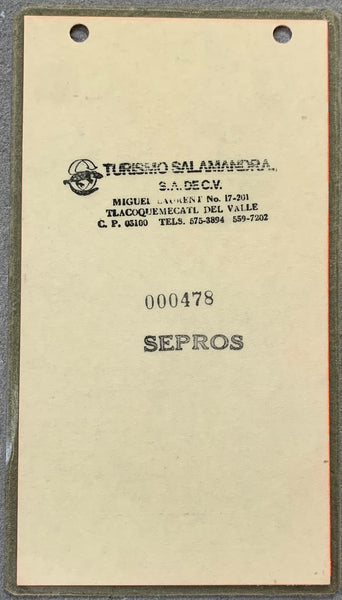 TURISMO SALAMANDRA,
S.A. DE C.V.
MIGUEL LAURENT No. 17-201
TLACOQUEMECATL DEL VALLE
C. P. 03100 TELS. 575-3894 559-7202
000478
SEPROS